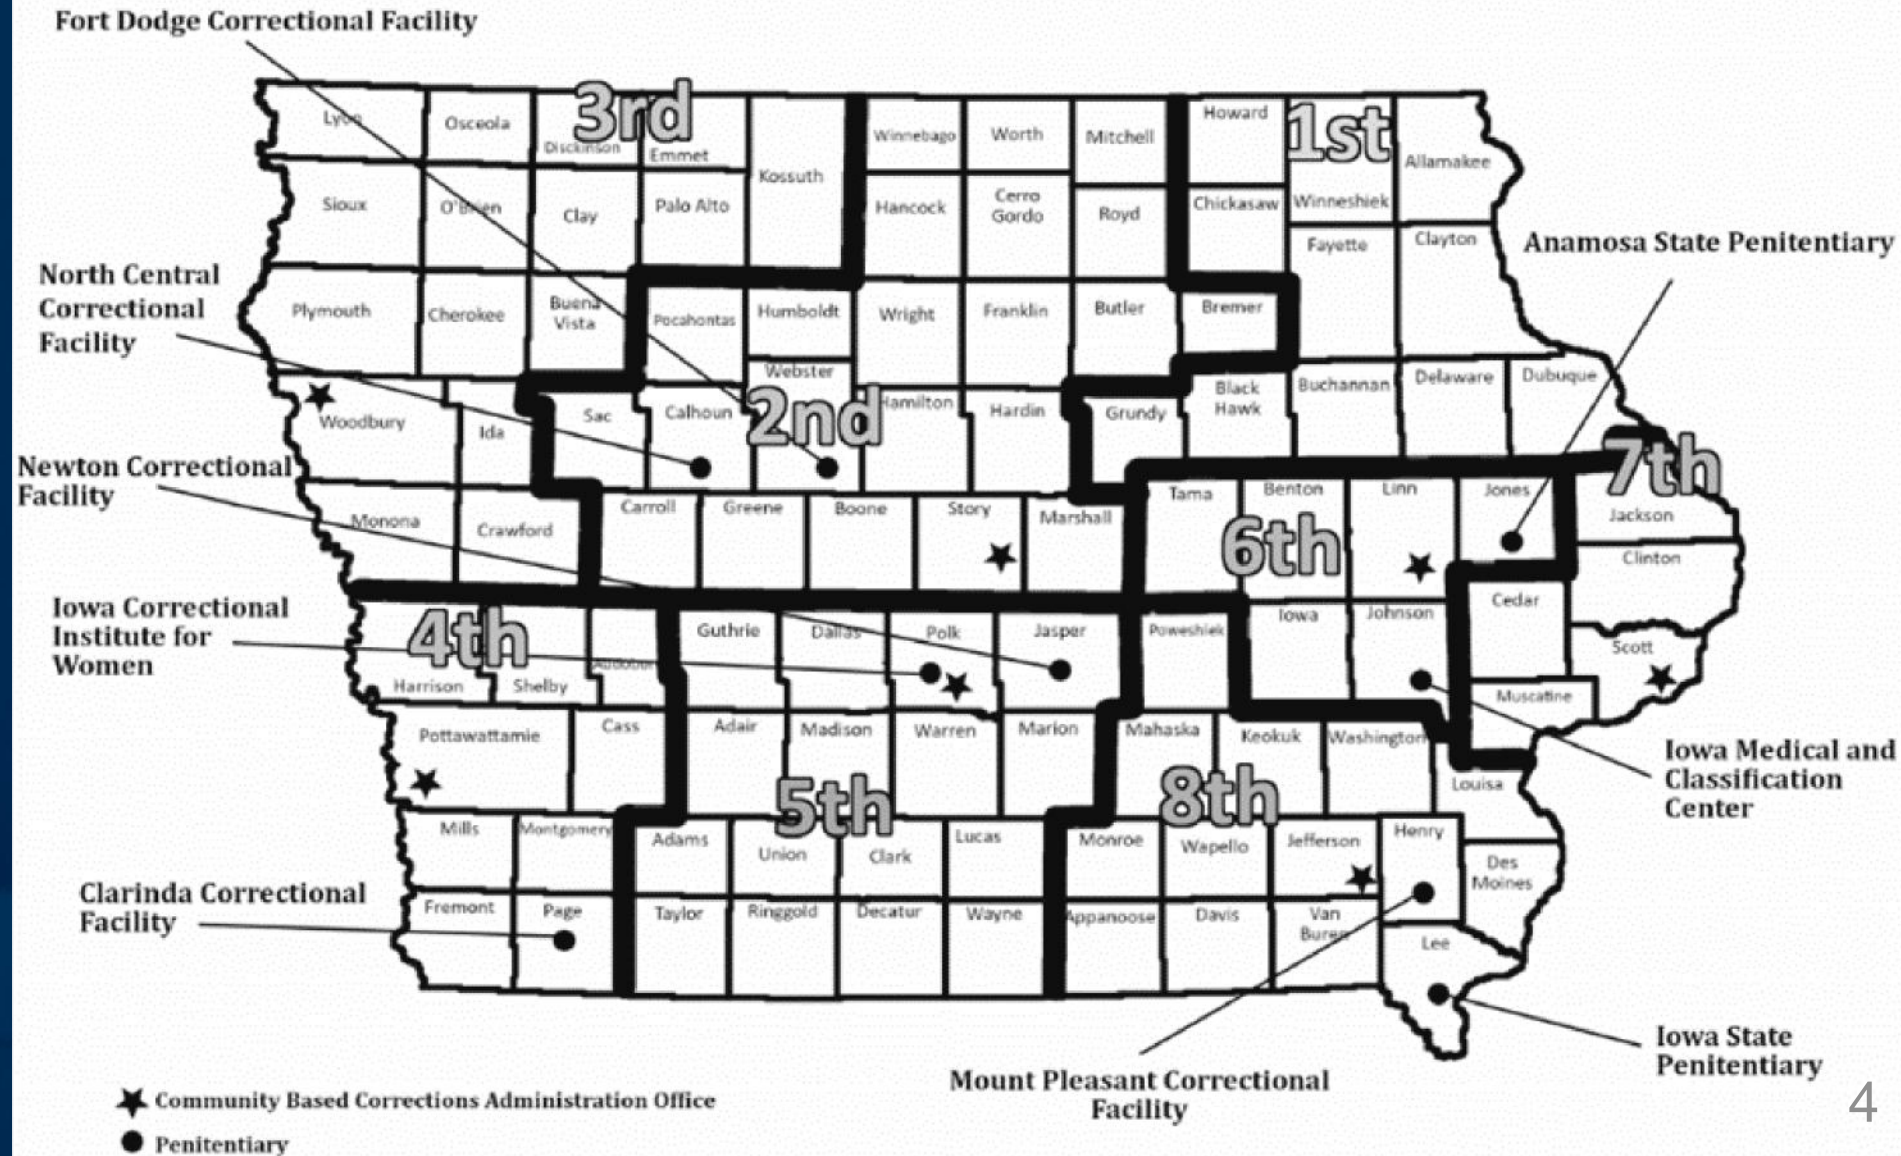 Fort Dodge Correctional Facility
3rd
1st
Lyon
Osceola
Disckinson
Emmet
Kossuth
Winnebago
Worth
Mitchell
Howard
Winneshiek
Allamakee
Sioux
O'Brien
Clay
Palo Alto
Hancock
Cerro
Gordo
Royd
Chickasaw
Fayette
Clayton
Anamosa State Penitentiary
North Central
Correctional
Facility
Plymouth
Cherokee
Buena
Vista
Pocahontas
Humboldt
Wright
Franklin
Butler
Bremer
Webster
2nd
Woodbury
Ida
Sac
Calhoun
Hamilton
Hardin
Grundy
Black
Hawk
Buchannan
Delaware
Dubuque
7th
Newton Correctional
Facility
Monona
Crawford
Carroll
Greene
Boone
Story
Marshall
Tama
Benton
Linn
Jones
Jackson
6th
Clinton
Iowa Correctional
Institute for
Women
4th
Harrison
Shelby
Audobon
Guthrie
Dallas
Polk
Jasper
Poweshiek
Iowa
Johnson
Cedar
Scott
Muscatine
Pottawattamie
Cass
Adair
Madison
Warren
Marion
Mahaska
Keokuk
Washington
Louisa
Iowa Medical and
Classification
Center
5th
8th
Mills
Montgomery
Adams
Union
Clark
Lucas
Monroe
Wapello
Jefferson
Henry
Des
Moines
Clarinda Correctional
Facility
Fremont
Page
Taylor
Ringgold
Decatur
Wayne
Appanoose
Davis
Van
Buren
Lee
Iowa State
Penitentiary
Mount Pleasant Correctional
Facility
Community Based Corrections Administration Office
Penitentiary
4